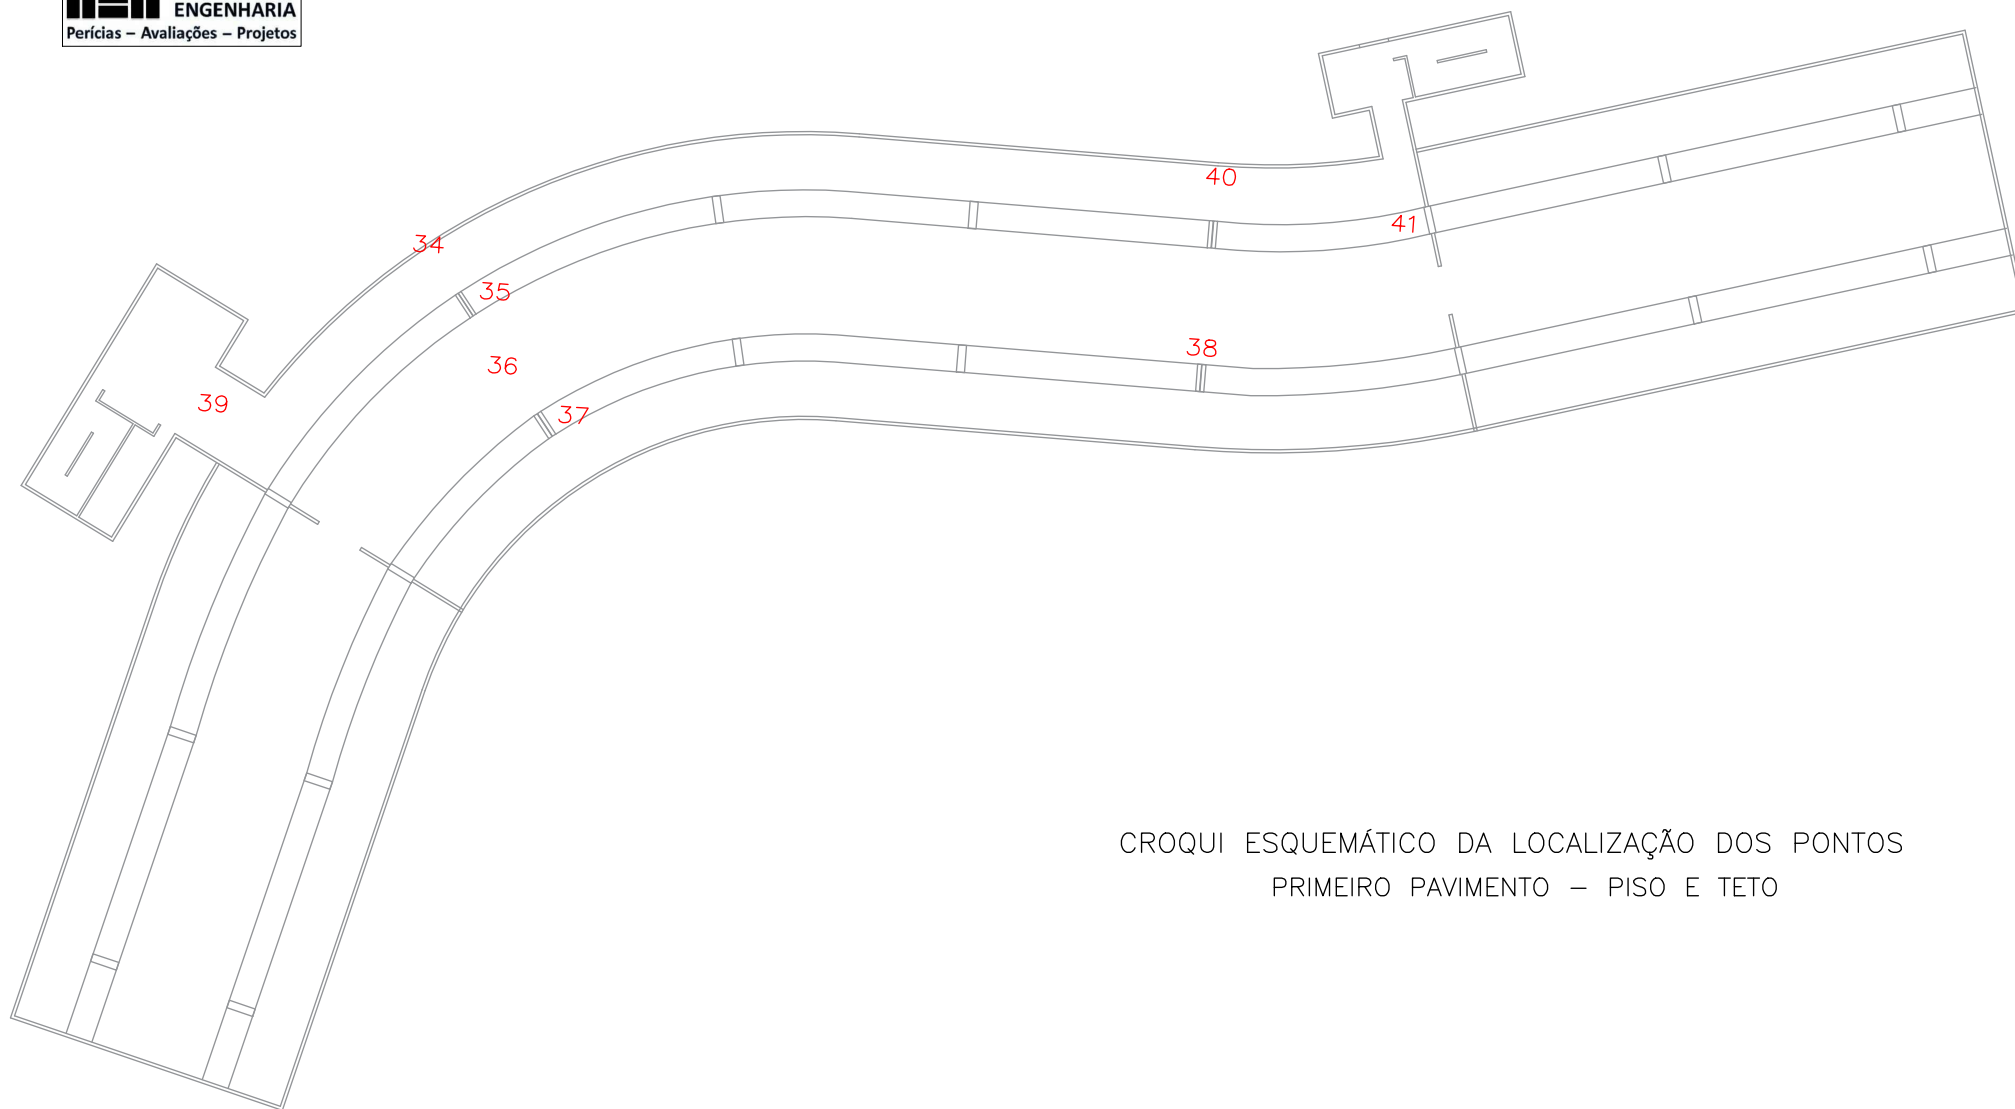 ENGENHARIA
Perícias – Avaliações – Projetos
40
41
34
35
38
36
39
37
CROQUI ESQUEMÁTICO DA LOCALIZAÇÃO DOS PONTOS
PRIMEIRO PAVIMENTO – PISO E TETO